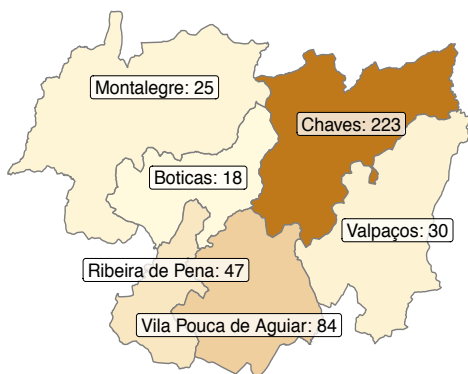 Montalegre: 25
Chaves: 223
Boticas: 18
Valpaços: 30
Ribeira de Pena: 47
Vila Pouca de Aguiar: 84